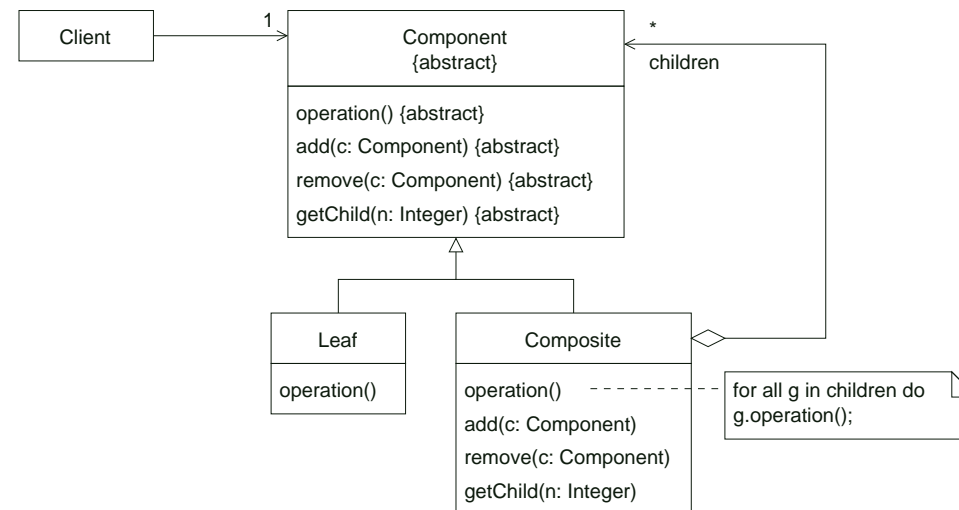 Client
1
Component
{abstract}
*
children
operation() {abstract}
add(c: Component) {abstract}
remove(c: Component) {abstract}
getChild(n: Integer) {abstract}
Leaf
operation()
Composite
operation()
add(c: Component)
remove(c: Component)
getChild(n: Integer)
for all g in children do
g.operation();